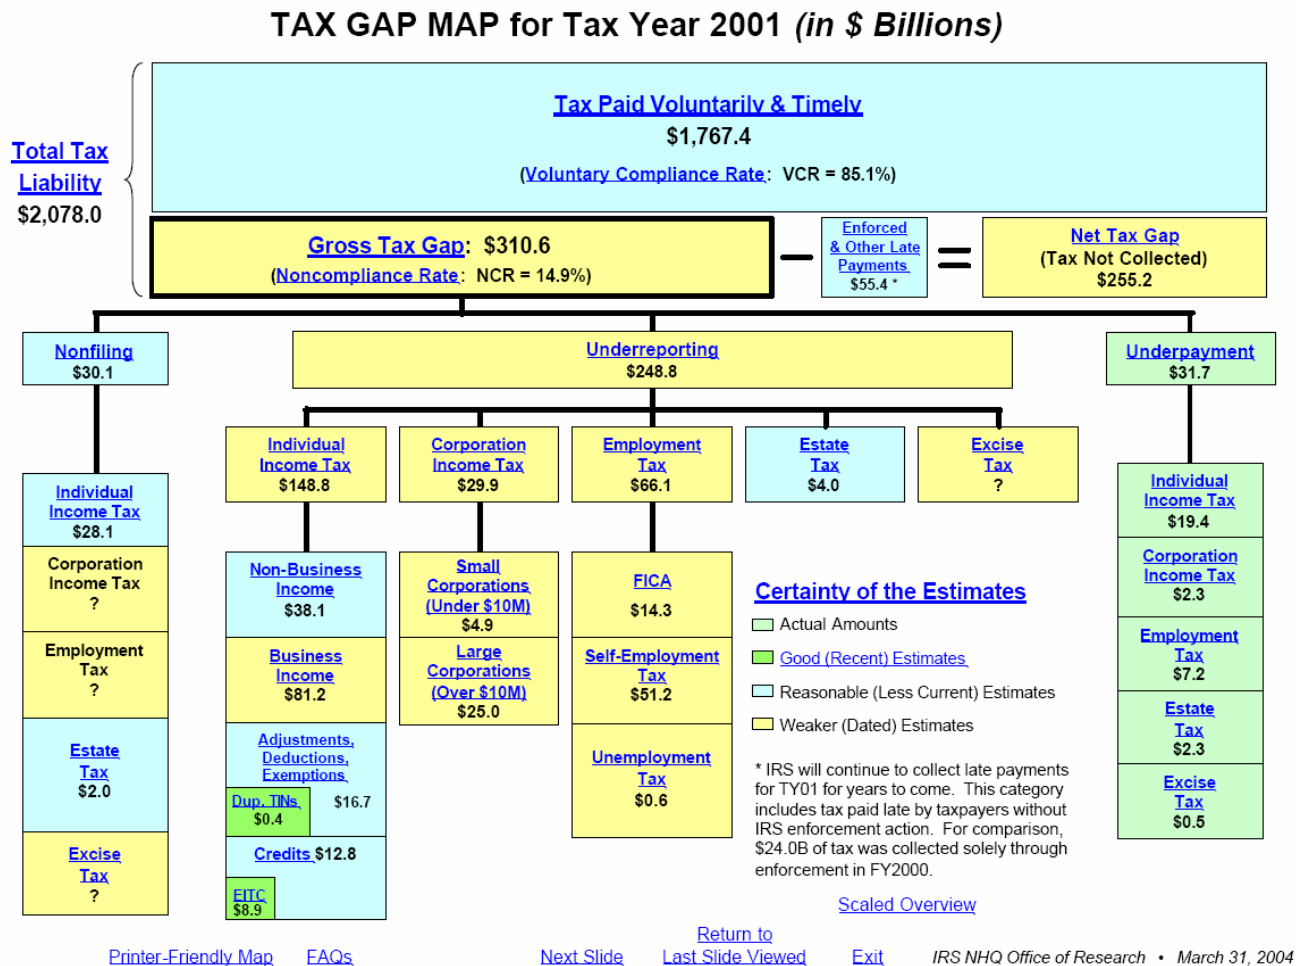 TAX GAP MAP for Tax Year 2001 (in $ Billions)
Total Tax
Liability
$2,078.0
Tax Paid Voluntarily & Timely
$1,767.4
(Voluntary Compliance Rate: VCR = 85.1%)
Gross Tax Gap: $310.6
(Noncompliance Rate: NCR = 14.9%)
Enforced
& Other Late
Payments
$55.4 *
Net Tax Gap
(Tax Not Collected)
$255.2
Nonfiling
$30.1
Underreporting
$248.8
Underpayment
$31.7
Individual
Income Tax
$28.1
Corporation
Income Tax
?
Employment
Tax
?
Estate
Tax
$2.0
Excise
Tax
?
Individual
Income Tax
$148.8
Non-Business
Income
$38.1
Business
Income
$81.2
Adjustments,
Deductions,
Exemptions
Dup. TINs
$0.4
$16.7
Credits $12.8
EITC
$8.9
Corporation
Income Tax
$29.9
Small
Corporations
(Under $10M)
$4.9
Large
Corporations
(Over $10M)
$25.0
Employment
Tax
$66.1
FICA
$14.3
Self-Employment
Tax
$51.2
Unemployment
Tax
$0.6
Estate
Tax
$4.0
Excise
Tax
?
Individual
Income Tax
$19.4
Corporation
Income Tax
$2.3
Employment
Tax
$7.2
Estate
Tax
$2.3
Excise
Tax
$0.5
Certainty of the Estimates
Actual Amounts
Good (Recent) Estimates
Reasonable (Less Current) Estimates
Weaker (Dated) Estimates
* IRS will continue to collect late payments
for TY01 for years to come. This category
includes tax paid late by taxpayers without
IRS enforcement action. For comparison,
$24.0B of tax was collected solely through
enforcement in FY2000.
Scaled Overview
Printer-Friendly Map
FAQs
Next Slide
Return to
Last Slide Viewed
Exit
IRS NHQ Office of Research • March 31, 2004